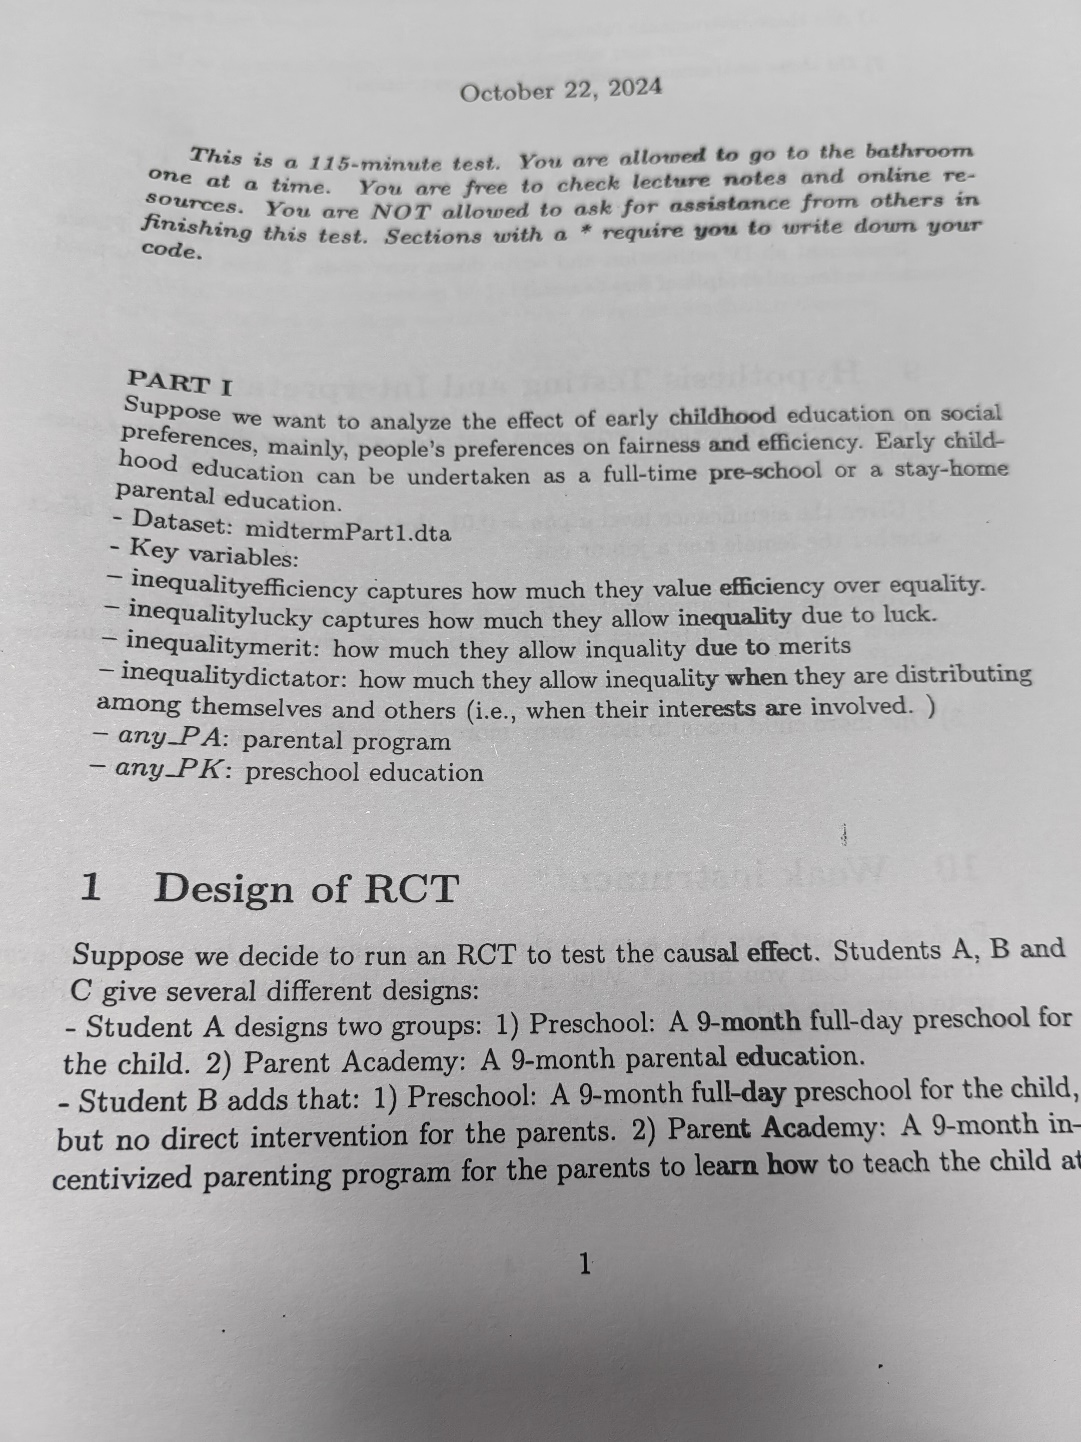 October 22, 2024
This is a 115-minute test. You are allowed to go to the bathroom
one at a time. You are free to check lecture notes and online re-
sources. You are NOT allowed to ask for assistance from others in
finishing this test. Sections with a * require you to write down your
code.
PART I
Suppose we want to analyze the effect of early childhood education on social
preferences, mainly, people's preferences on fairness and efficiency. Early child-
hood education can be undertaken as a full-time pre-school or a stay-home
parental education.
- Dataset: midtermPart1.dta
- Key variables:
– inequalityefficiency captures how much they value efficiency over equality.
– inequalitylucky captures how much they allow inequality due to luck.
– inequalitymerit: how much they allow inquality due to merits
– inequalitydictator: how much they allow inequality when they are distributing
among themselves and others (i.e., when their interests are involved. )
– any_PA: parental program
– any_PK: preschool education
1 Design of RCT
Suppose we decide to run an RCT to test the causal effect. Students A, B and
C give several different designs:
- Student A designs two groups: 1) Preschool: A 9-month full-day preschool for
the child. 2) Parent Academy: A 9-month parental education.
- Student B adds that: 1) Preschool: A 9-month full-day preschool for the child,
but no direct intervention for the parents. 2) Parent Academy: A 9-month in-
centivized parenting program for the parents to learn how to teach the child at
1